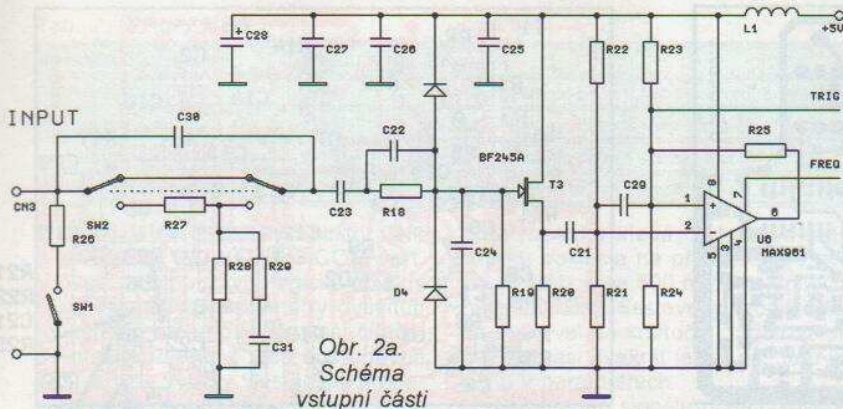 C28
C27
C26
C25
R22
R23
L1
+5V
INPUT
C30
C22
BF245A
T3
TRIG
R25
FREQ
CN3
R26
SW2
R27
C23
R18
C29
C21
1
2
8
7
6
5
3
4
+
-
U6
MAX961
SW1
R28
R29
C31
C24
D4
R19
R20
R21
R24
Obr. 2a.
Schéma
vstupní části